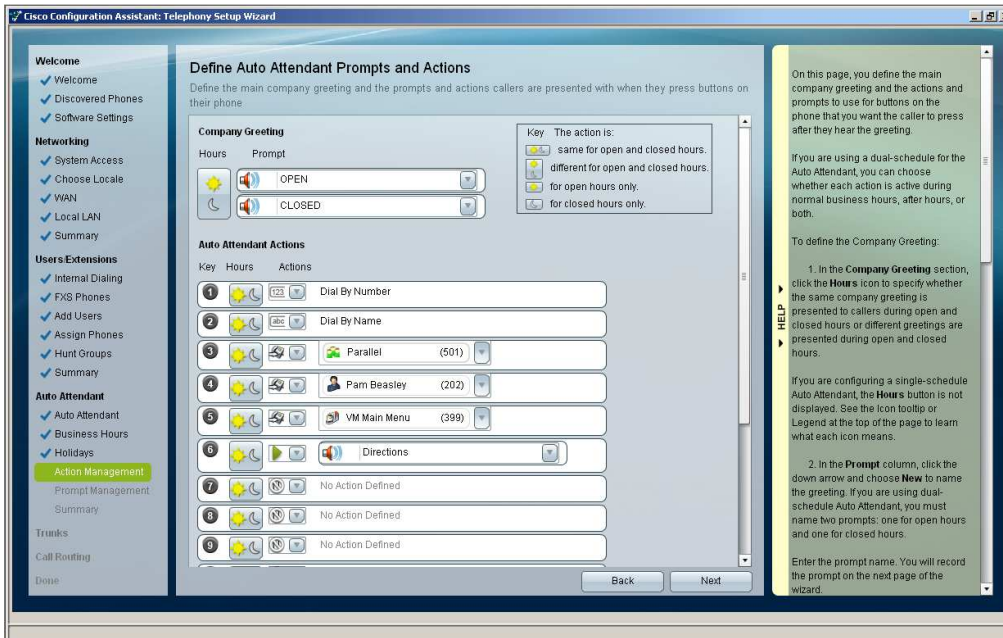 Cisco Configuration Assistant: Telephony Setup Wizard
Welcome
Welcome
Discovered Phones
Software Settings
Networking
System Access
Choose Locale
WAN
Local LAN
Summary
Users/Extensions
Internal Dialing
FXS Phones
Add Users
Assign Phones
Hunt Groups
Summary
Auto Attendant
Auto Attendant
Business Hours
Holidays
Action Management
Prompt Management
Summary
Trunks
Call Routing
Done
Define Auto Attendant Prompts and Actions
Define the main company greeting and the prompts and actions callers are presented with when they press buttons on
their phone
Company Greeting
Hours Prompt
OPEN
CLOSED
Key The action is:
same for open and closed hours.
different for open and closed hours.
for open hours only.
for closed hours only.
Auto Attendant Actions
Key Hours Actions
1 123 Dial By Number
2 abc Dial By Name
3 Parallel (501)
4 Pam Beasley (202)
5 VM Main Menu (399)
6 Directions
7 No Action Defined
8 No Action Defined
9 No Action Defined
Back Next
HELP
On this page, you define the main
company greeting and the actions and
prompts to use for buttons on the
phone that you want the caller to press
after they hear the greeting.
If you are using a dual-schedule for the
Auto Attendant, you can choose
whether each action is active during
normal business hours, after hours, or
both.
To define the Company Greeting:
1. In the Company Greeting section,
click the Hours icon to specify whether
the same company greeting is
presented to callers during open and
closed hours or different greetings are
presented during open and closed
hours.
If you are configuring a single-schedule
Auto Attendant, the Hours button is not
displayed. See the Icon tooltip or
Legend at the top of the page to learn
what each icon means.
2. In the Prompt column, click the
down arrow and choose New to name
the greeting. If you are using dual-
schedule Auto Attendant, you must
name two prompts: one for open hours
and one for closed hours.
Enter the prompt name. You will record
the prompt on the next page of the
wizard.